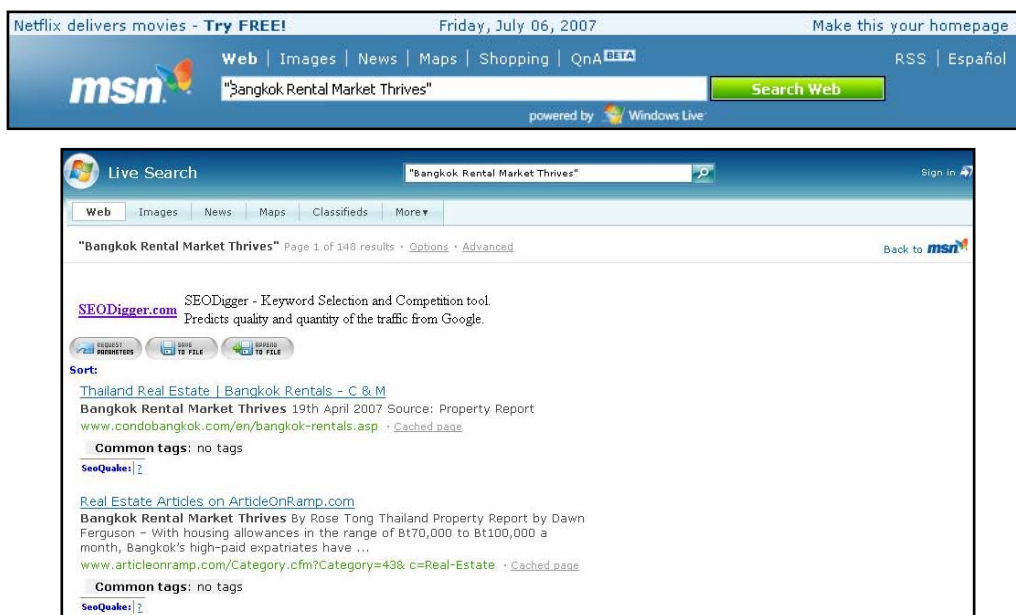 Netflix delivers movies - Try FREE! Friday, July 06, 2007 Make this your homepage
Web | Images | News | Maps | Shopping | QnA BETA RSS | Español
msn
"Bangkok Rental Market Thrives" Search Web
powered by Windows Live
Live Search "Bangkok Rental Market Thrives" Sign in
Web Images News Maps Classifieds More▾
"Bangkok Rental Market Thrives" Page 1 of 148 results · Options · Advanced Back to msn
SEODigger.com SEODigger - Keyword Selection and Competition tool.
Predicts quality and quantity of the traffic from Google.
REQUEST PARAMETERS SAVE TO FILE APPEND TO FILE
Sort:
Thailand Real Estate | Bangkok Rentals - C & M
Bangkok Rental Market Thrives 19th April 2007 Source: Property Report
www.condobangkok.com/en/bangkok-rentals.asp · Cached page
Common tags: no tags
SeoQuake: | ?
Real Estate Articles on ArticleOnRamp.com
Bangkok Rental Market Thrives By Rose Tong Thailand Property Report by Dawn
Ferguson – With housing allowances in the range of Bt70,000 to Bt100,000 a
month, Bangkok's high-paid expatriates have ...
www.articleonramp.com/Category.cfm?Category=43& c=Real-Estate · Cached page
Common tags: no tags
SeoQuake: | ?